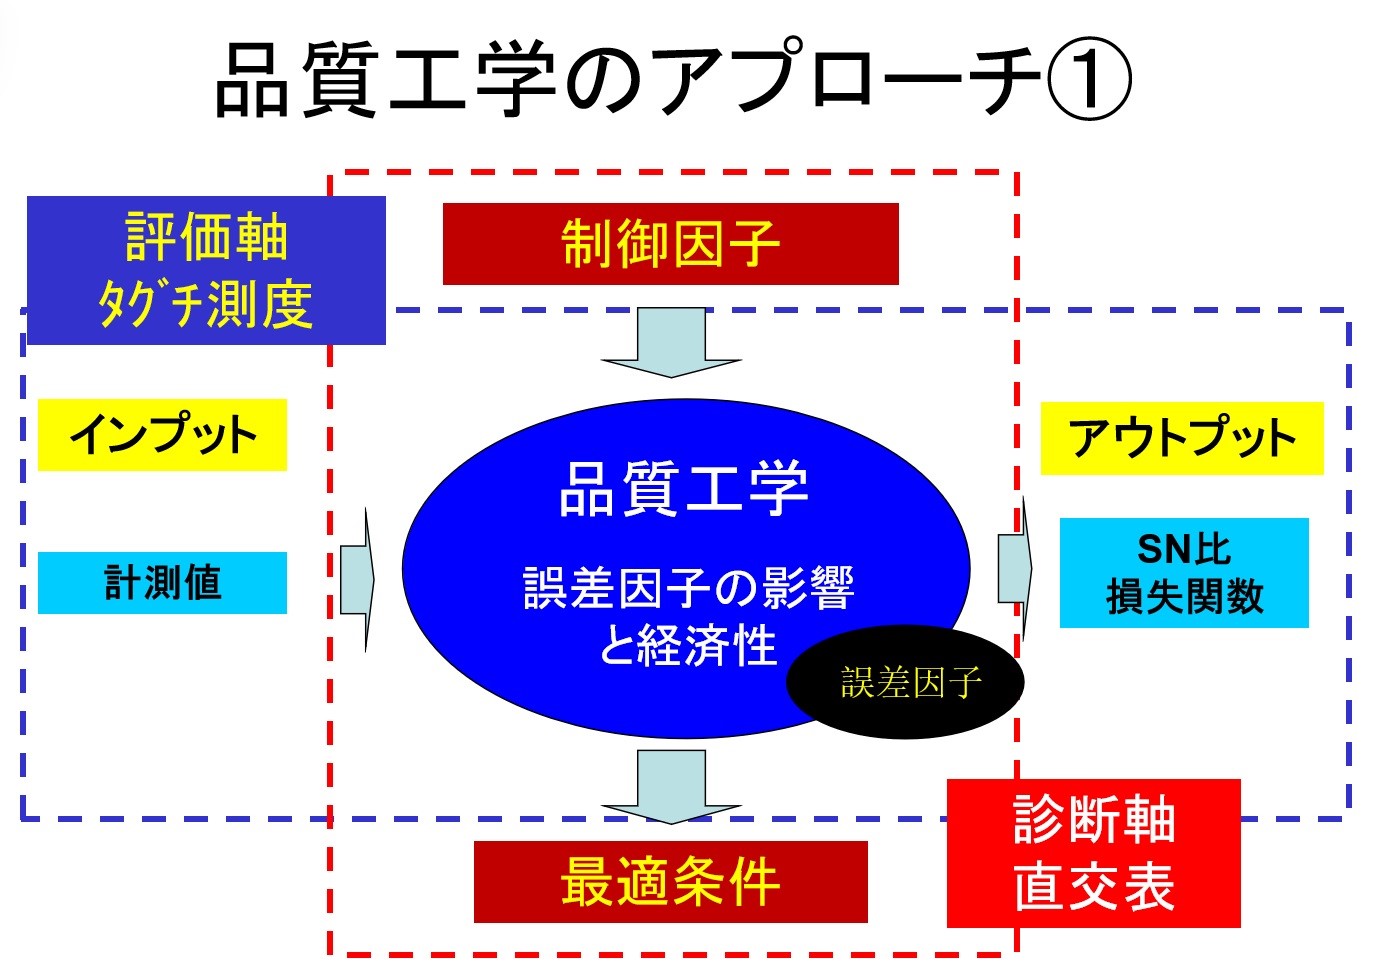 品質工学のアプローチ①
評価軸
ﾀｸﾞﾁ測度
制御因子
インプット
アウトプット
計測値
品質工学
誤差因子の影響
と経済性
誤差因子
SN比
損失関数
最適条件
診断軸
直交表